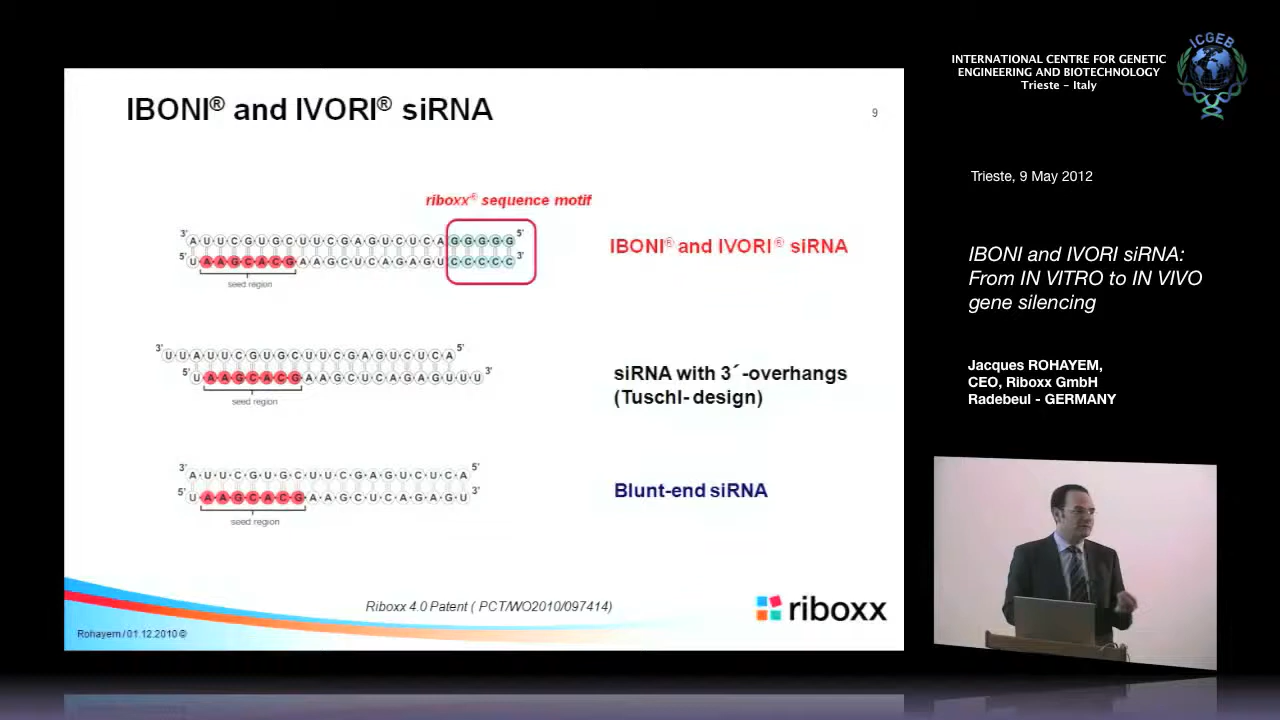 IBONI® and IVORI® siRNA
9
riboxx® sequence motif
3' A·U·U·C·G·U·G·C·U·U·C·G·A·G·U·C·U·C·A G·G·G·G·G 5'
5' U A A G C A C G A·A·G·C·U·C·A·G·A·G·U C·C·C·C·C 3'
seed region
IBONI® and IVORI® siRNA
3' U·U·A·U·U·C·G·U·G·C·U·U·C·G·A·G·U·C·U·C·A 5'
5' U A A G C A C G A·A·G·C·U·C·A·G·A·G·U·U·U 3'
seed region
siRNA with 3´-overhangs
(Tuschl-design)
3' A·U·U·C·G·U·G·C·U·U·C·G·A·G·U·C·U·C·A 5'
5' U A A G C A C G A·A·G·C·U·C·A·G·A·G·U 3'
seed region
Blunt-end siRNA
Riboxx 4.0 Patent ( PCT/WO2010/097414)
riboxx
Rohayem / 01.12.2010 ©
INTERNATIONAL CENTRE FOR GENETIC
ENGINEERING AND BIOTECHNOLOGY
Trieste – Italy
ICGEB
Trieste, 9 May 2012
IBONI and IVORI siRNA:
From IN VITRO to IN VIVO
gene silencing
Jacques ROHAYEM,
CEO, Riboxx GmbH
Radebeul - GERMANY